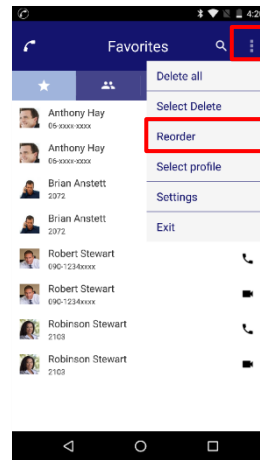 4:20
Favorites
Delete all
Select Delete
Reorder
Select profile
Settings
Exit
Anthony Hay
06-xxxx-xxxx
Anthony Hay
06-xxxx-xxxx
Brian Anstett
2072
Brian Anstett
2072
Robert Stewart
090-1234xxxx
Robert Stewart
090-1234xxxx
Robinson Stewart
2103
Robinson Stewart
2103